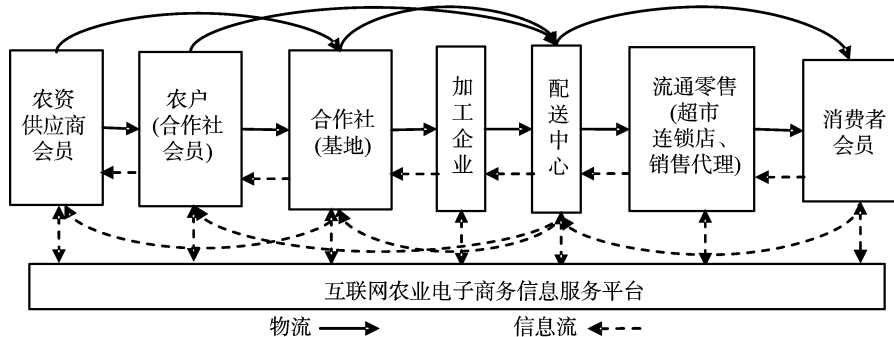 农资
供应商
会员
农户
(合作社
会员)
合作社
(基地)
加
工
企
业
配
送
中
心
流通零售
(超市
连锁店、
销售代理)
消费者
会员
互联网农业电子商务信息服务平台
物流
信息流